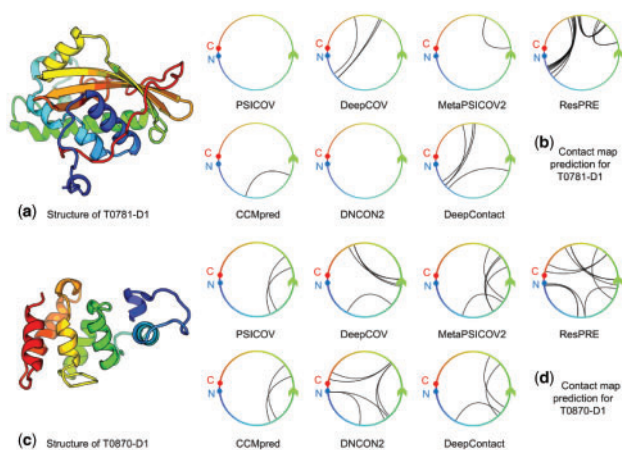 C
N
PSICOV
C
N
DeepCOV
C
N
MetaPSICOV2
C
N
ResPRE
C
N
CCMpred
C
N
DNCON2
C
N
DeepContact
(b) Contact map
prediction for
T0781-D1
(a) Structure of T0781-D1
C
N
PSICOV
C
N
DeepCOV
C
N
MetaPSICOV2
C
N
ResPRE
C
N
CCMpred
C
N
DNCON2
C
N
DeepContact
(d) Contact map
prediction for
T0870-D1
(c) Structure of T0870-D1